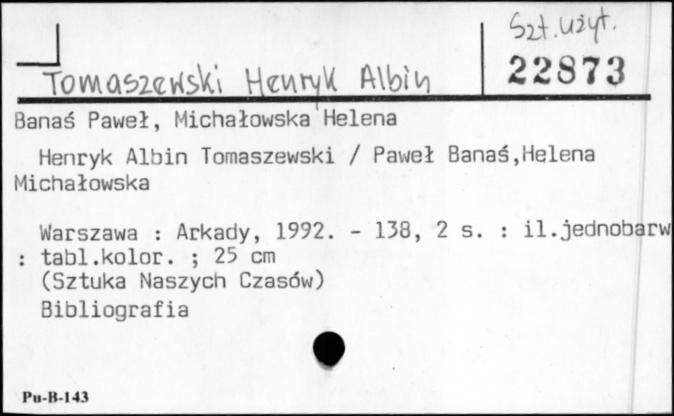 Szt. użyt.
Tomaszewski Henryk Albin
22873
Banaś Paweł, Michałowska Helena
Henryk Albin Tomaszewski / Paweł Banaś,Helena
Michałowska
Warszawa : Arkady, 1992. - 138, 2 s. : il.jednobarw
: tabl.kolor. ; 25 cm
(Sztuka Naszych Czasów)
Bibliografia
Pu-B-143